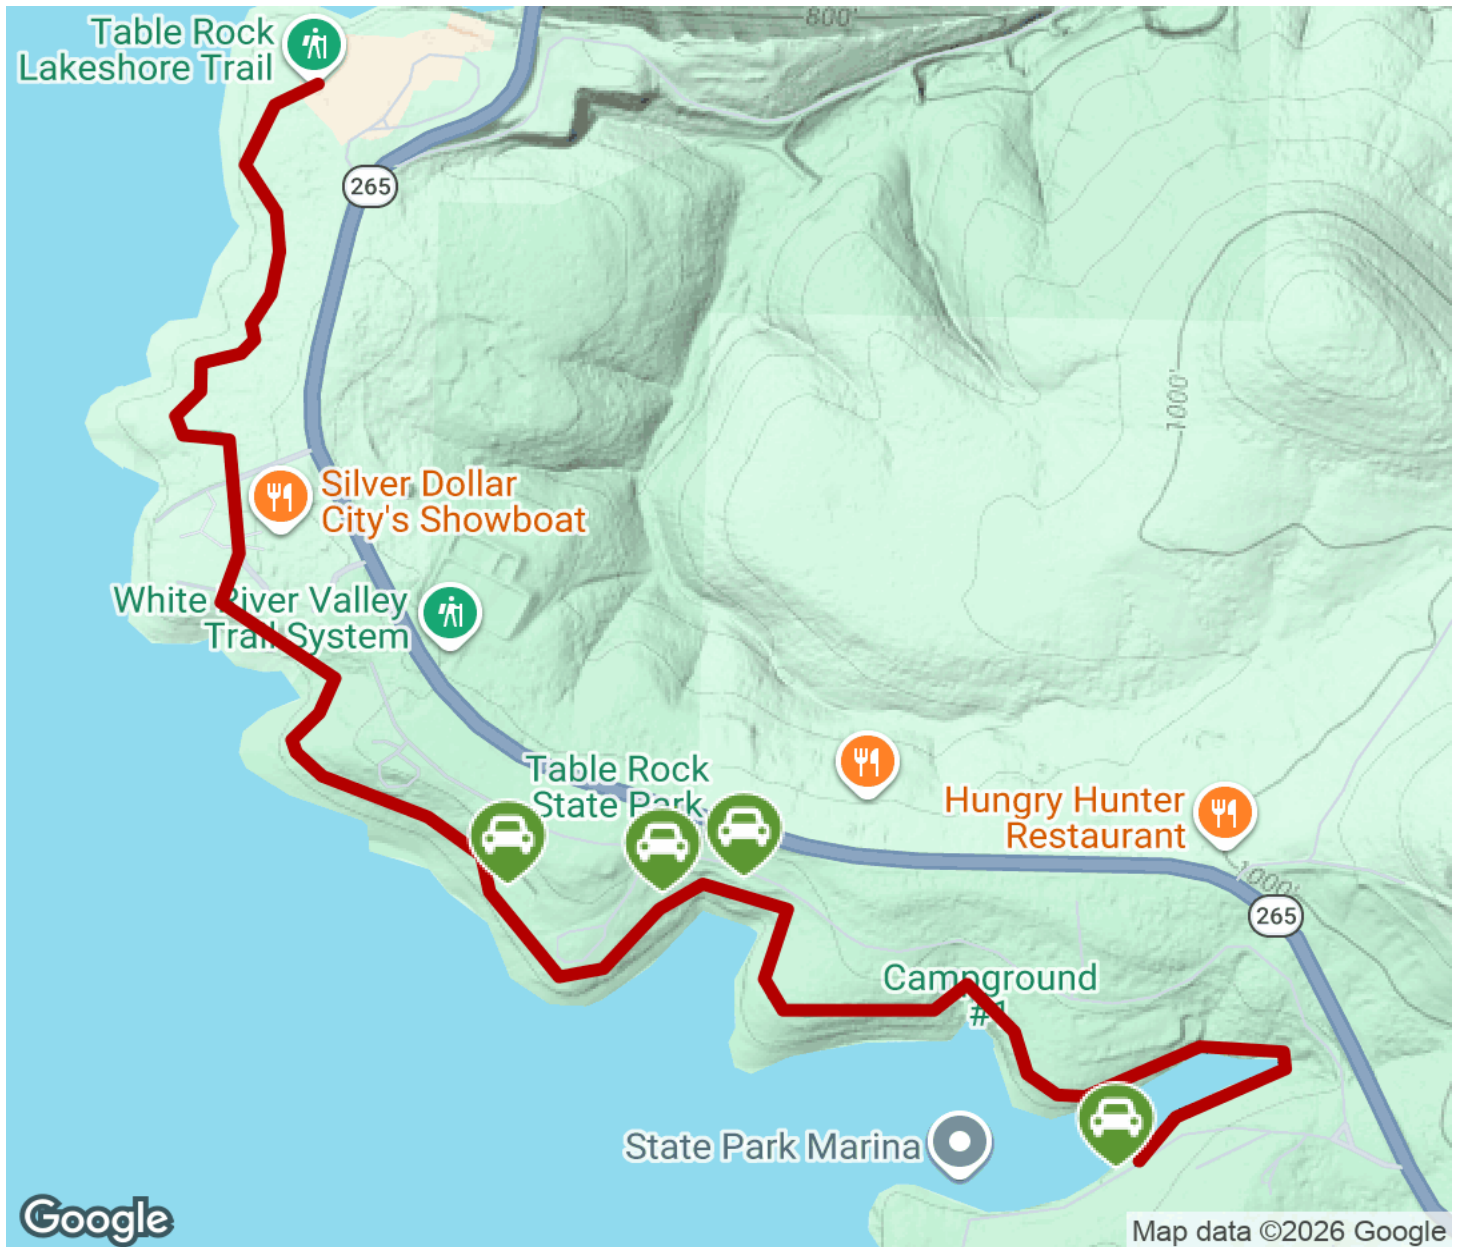 800'
Table Rock
Lakeshore Trail
265
1000'
Silver Dollar
City's Showboat
White River Valley
Trail System
Table Rock
State Park
Hungry Hunter
Restaurant
1000'
265
Campground
#1
State Park Marina
Google
Map data ©2026 Google